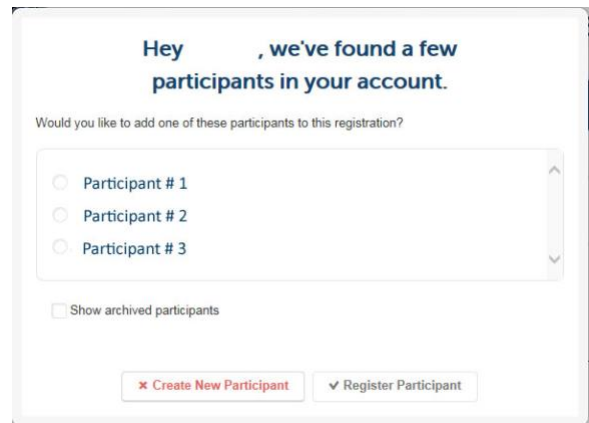 Hey , we've found a few
participants in your account.
Would you like to add one of these participants to this registration?
Participant # 1
Participant # 2
Participant # 3
Show archived participants
✖ Create New Participant ✔ Register Participant